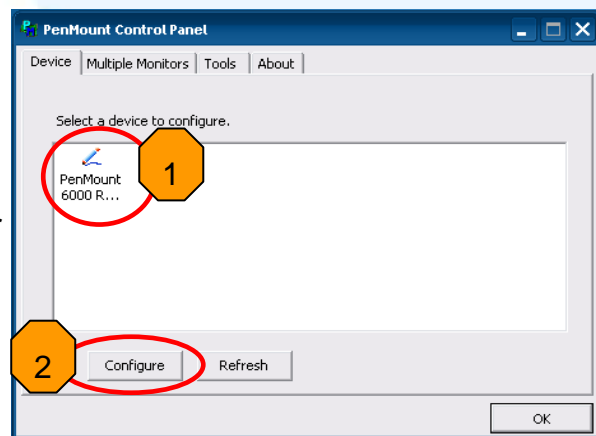 PenMount Control Panel
Device Multiple Monitors Tools About
Select a device to configure.
PenMount
6000 R...
1
2
Configure Refresh
OK